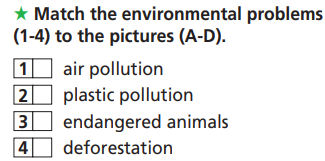 ★ Match the environmental problems
(1-4) to the pictures (A-D).
1 air pollution
2 plastic pollution
3 endangered animals
4 deforestation